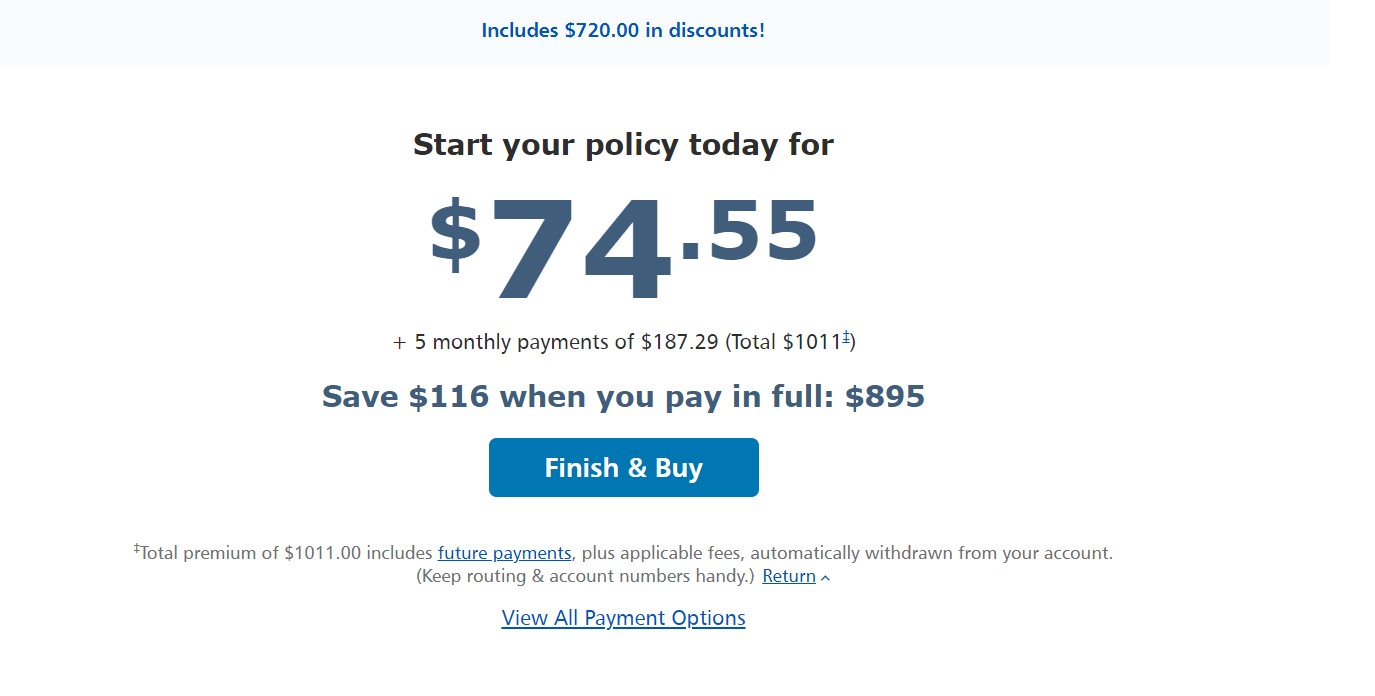 Includes $720.00 in discounts!
Start your policy today for
$74.55
+ 5 monthly payments of $187.29 (Total $1011‡)
Save $116 when you pay in full: $895
Finish & Buy
‡Total premium of $1011.00 includes future payments, plus applicable fees, automatically withdrawn from your account.
(Keep routing & account numbers handy.) Return ^
View All Payment Options